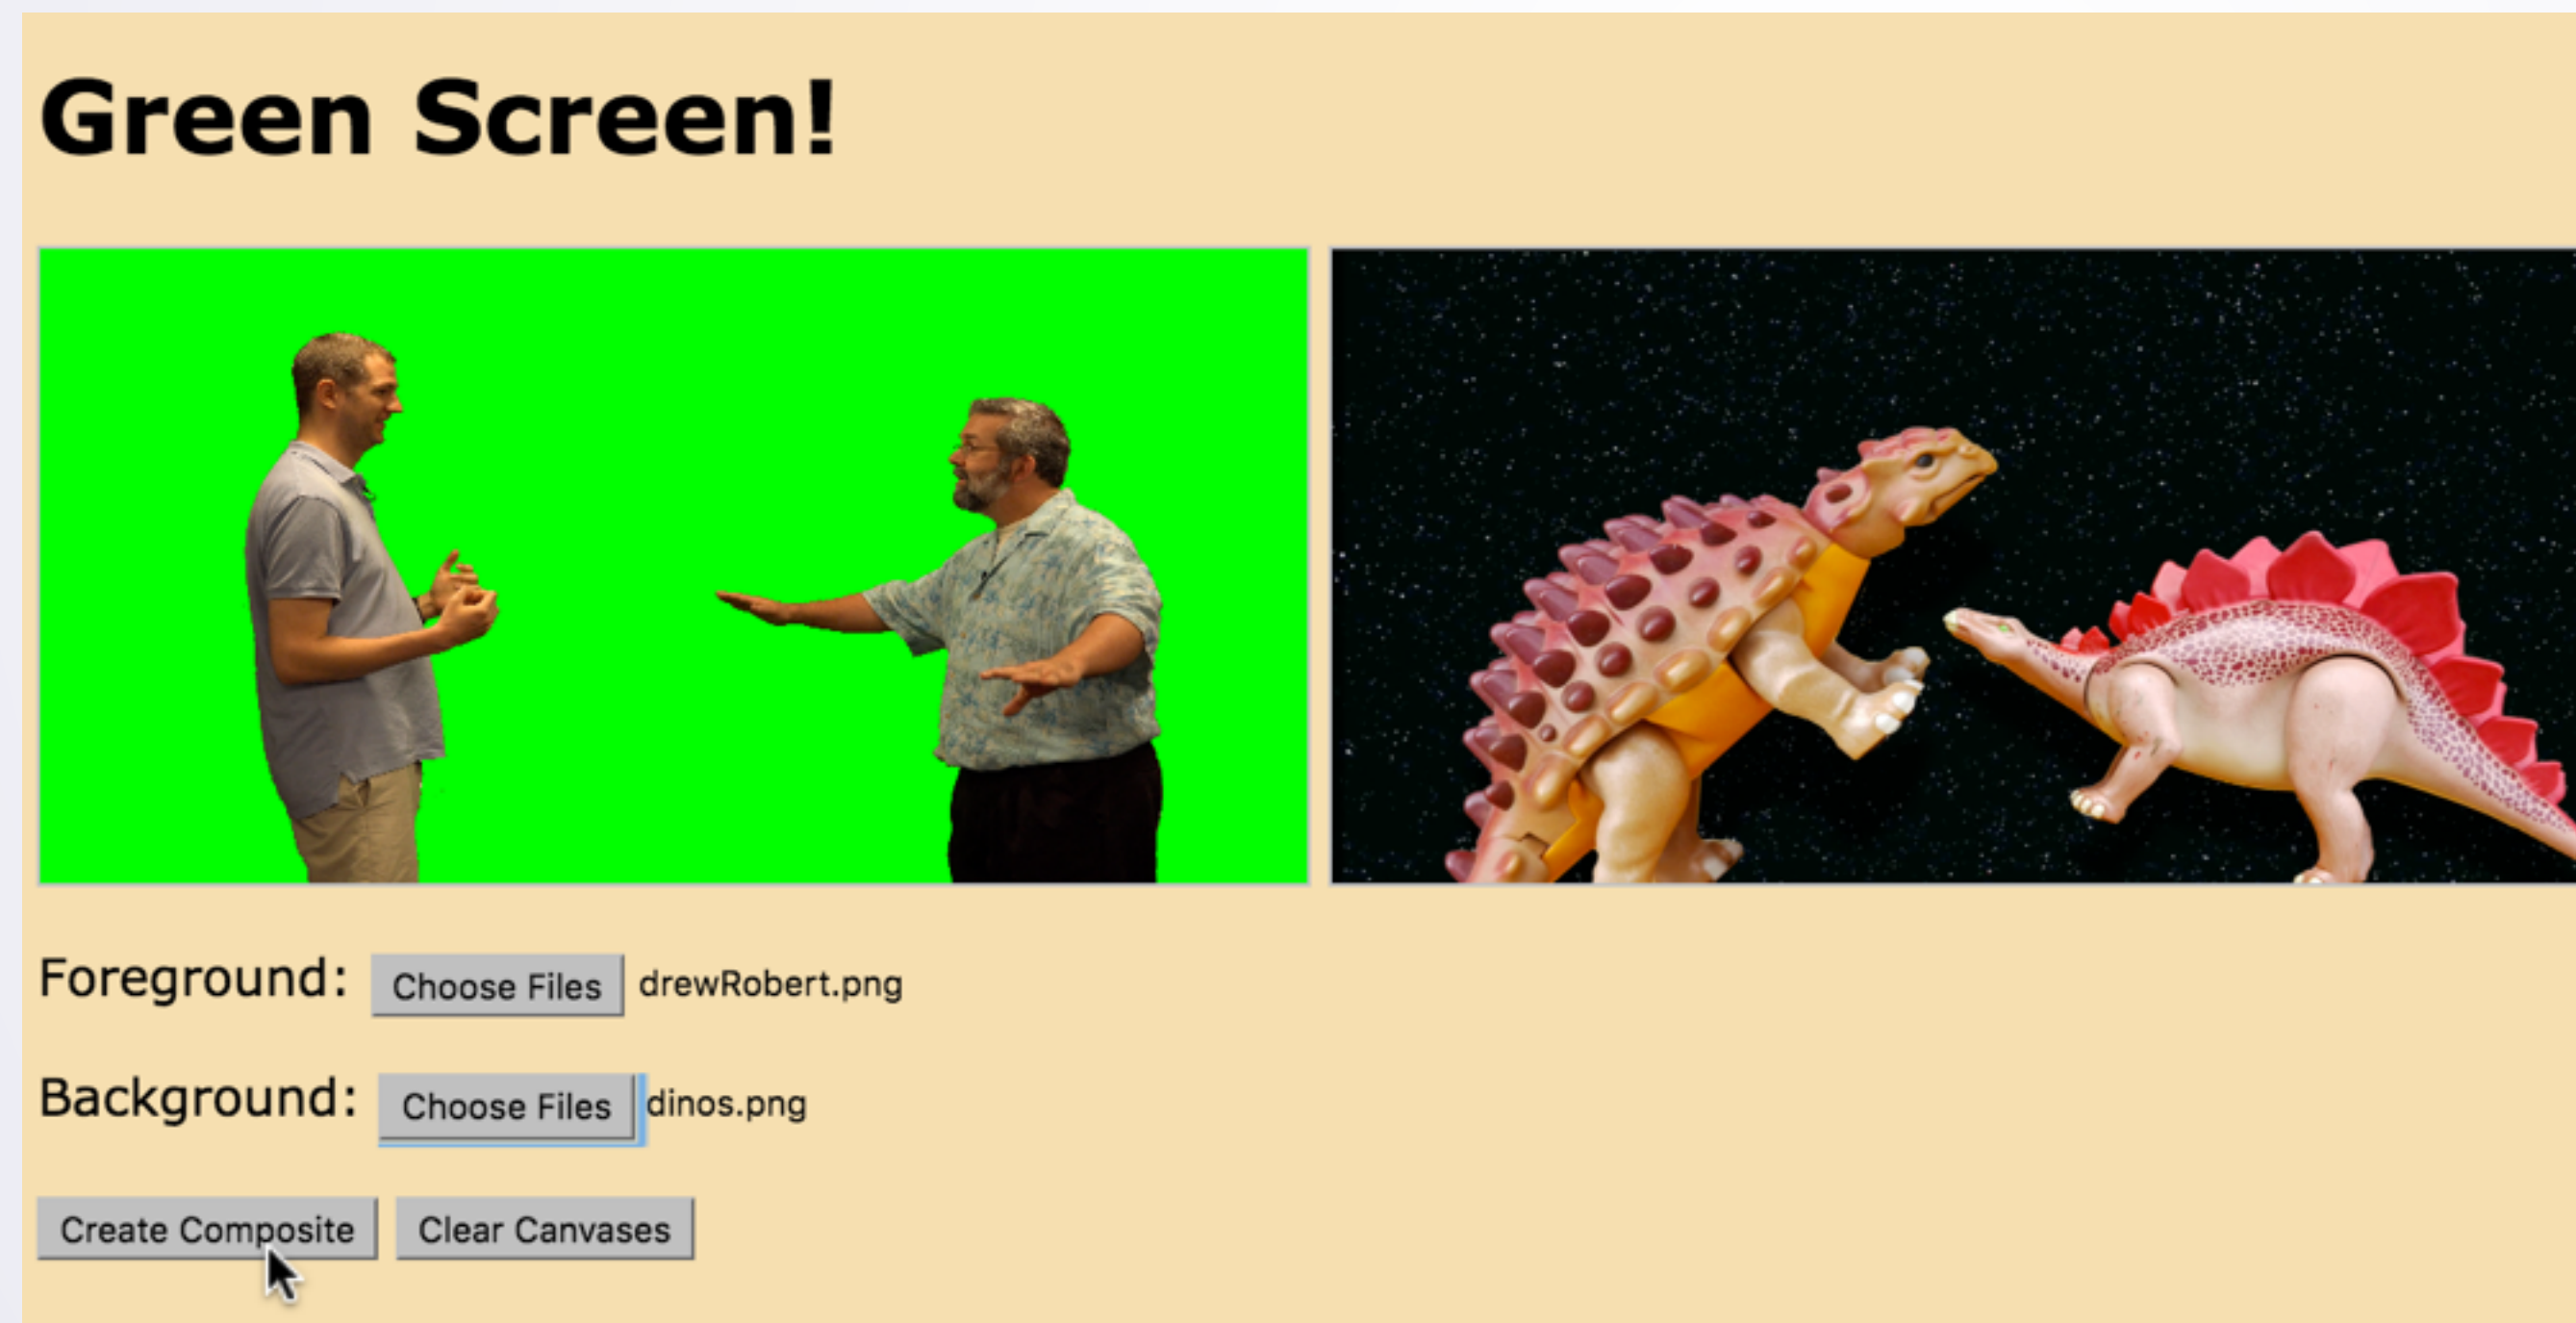 Green Screen!
Foreground: Choose Files drewRobert.png
Background: Choose Files dinos.png
Create Composite Clear Canvases